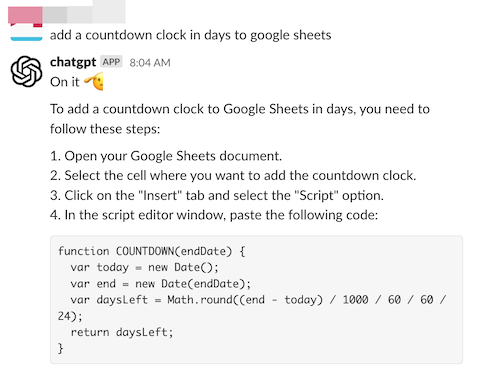 add a countdown clock in days to google sheets
chatgpt APP 8:04 AM
On it
To add a countdown clock to Google Sheets in days, you need to
follow these steps:
1. Open your Google Sheets document.
2. Select the cell where you want to add the countdown clock.
3. Click on the "Insert" tab and select the "Script" option.
4. In the script editor window, paste the following code:
function COUNTDOWN(endDate) {
  var today = new Date();
  var end = new Date(endDate);
  var daysLeft = Math.round((end - today) / 1000 / 60 / 60 /
24);
  return daysLeft;
}